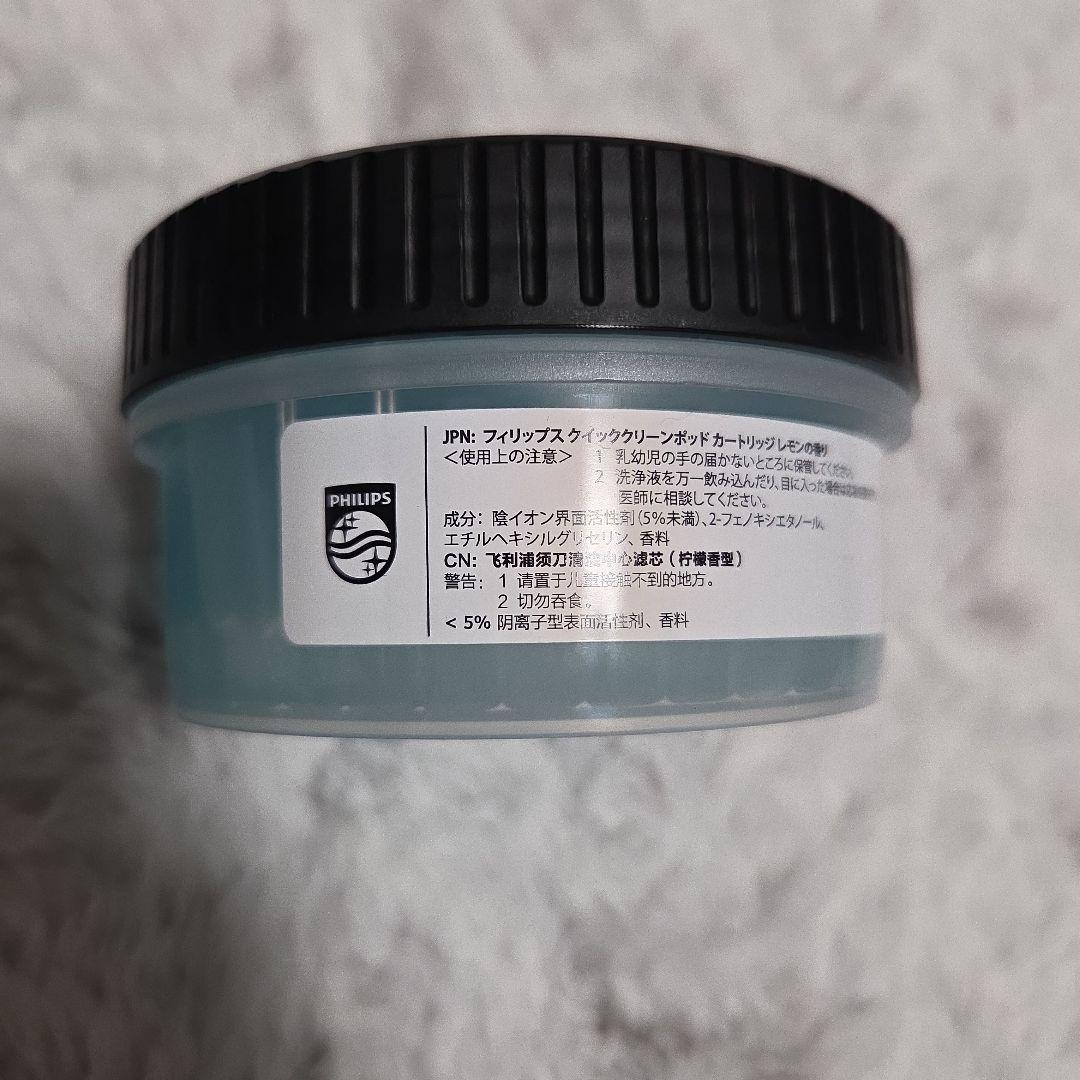 PHILIPS
JPN: フィリップス クイッククリーンポッド カートリッジ レモンの香り
＜使用上の注意＞ 1 乳幼児の手の届かないところに保管してください。
2 洗浄液を万一飲み込んだり、目に入った場合は
医師に相談してください。
成分： 陰イオン界面活性剤（5%未満）、2-フェノキシエタノール、
エチルヘキシルグリセリン、香料
CN: 飞利浦须刀清洁中心滤芯（柠檬香型）
警告： 1 请置于儿童接触不到的地方。
2 切勿吞食。
< 5% 阴离子型表面活性剂、香料